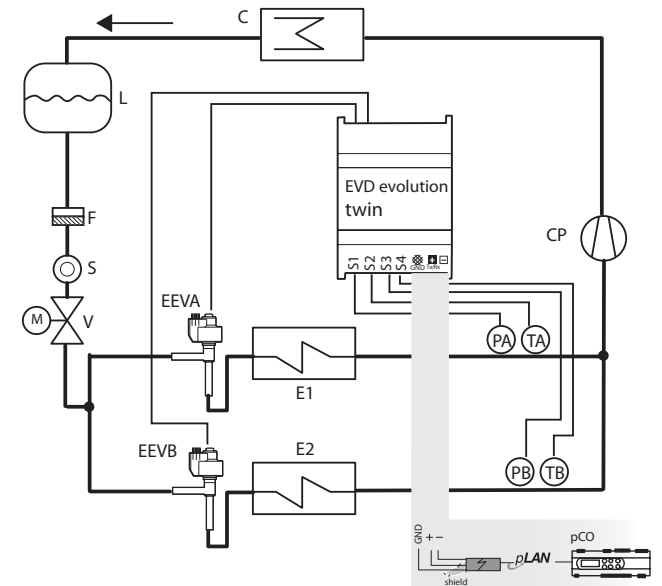 C
L
EVD evolution
twin
F
CP
S1 S2 S3 S4 GND Tx/Rx
S
EEVA
M
V
PA TA
E1
EEVB
E2
PB TB
GND + −
pCO
pLAN
shield